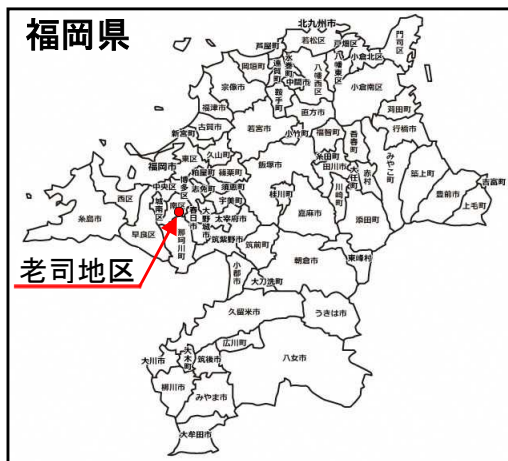 福岡県
北九州市
門司区
芦屋町
若松区
戸畑区
小倉北区
岡垣町
遠賀町
水巻町
中間市
八幡西区
八幡東区
小倉南区
宗像市
鞍手町
苅田町
福津市
直方市
行橋市
古賀市
宮若市
小竹町
福智町
香春町
みやこ町
新宮町
築上町
吉富町
福岡市
東区
久山町
糸田町
田川市
大任町
赤村
豊前市
上毛町
中央区
博多区
粕屋町
篠栗町
飯塚市
志免町
須恵町
宇美町
桂川町
川崎町
西区
城南区
南区
春日市
大野城市
太宰府市
嘉麻市
添田町
糸島市
早良区
那珂川町
筑紫野市
筑前町
老司地区
朝倉市
東峰村
小郡市
大刀洗町
久留米市
うきは市
広川町
大川市
大木町
筑後市
八女市
柳川市
みやま市
大牟田市